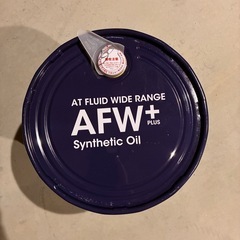 AT FLUID WIDE RANGE
AFW+
PLUS
Synthetic Oil